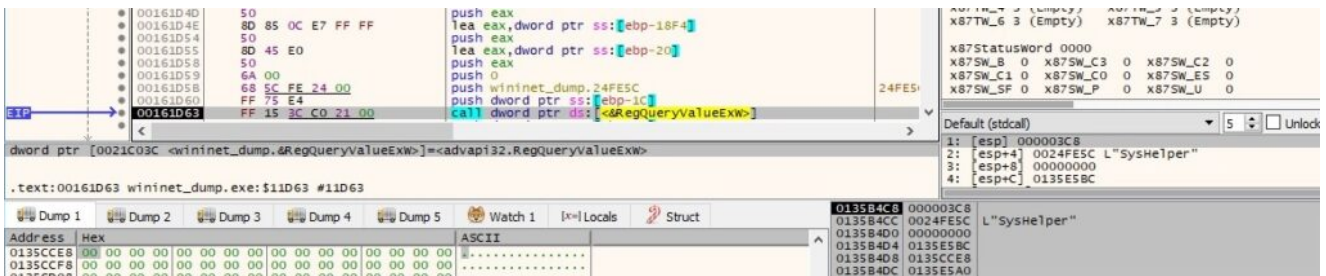 00161D4D 50 push eax
00161D4E 8D 85 0C E7 FF FF lea eax,dword ptr ss:[ebp-18F4]
00161D54 50 push eax
00161D55 8D 45 E0 lea eax,dword ptr ss:[ebp-20]
00161D58 50 push eax
00161D59 6A 00 push 0
00161D5B 68 5C FE 24 00 push wininet_dump.24FE5C 24FE5
00161D60 FF 75 E4 push dword ptr ss:[ebp-1C]
EIP 00161D63 FF 15 3C C0 21 00 call dword ptr ds:[<&RegQueryValueExW>]
dword ptr [0021C03C <wininet_dump.&RegQueryValueExW>]=<advapi32.RegQueryValueExW>
.text:00161D63 wininet_dump.exe:$11D63 #11D63
x87TW_6 3 (Empty) x87TW_7 3 (Empty)
x87StatusWord 0000
x87SW_B 0 x87SW_C3 0 x87SW_C2 0
x87SW_C1 0 x87SW_C0 0 x87SW_ES 0
x87SW_SF 0 x87SW_P 0 x87SW_U 0
Default (stdcall) 5 Unlock
1: [esp] 000003C8
2: [esp+4] 0024FE5C L"SysHelper"
3: [esp+8] 00000000
4: [esp+C] 0135E5BC
Dump 1 Dump 2 Dump 3 Dump 4 Dump 5 Watch 1 Locals Struct
Address Hex ASCII
0135CCE8 00 00 00 00 00 00 00 00 00 00 00 00 00 00 00 00 ................
0135CCF8 00 00 00 00 00 00 00 00 00 00 00 00 00 00 00 00 ................
0135B4C8 000003C8
0135B4CC 0024FE5C L"SysHelper"
0135B4D0 00000000
0135B4D4 0135E5BC
0135B4D8 0135CCE8
0135B4DC 0135E5A0